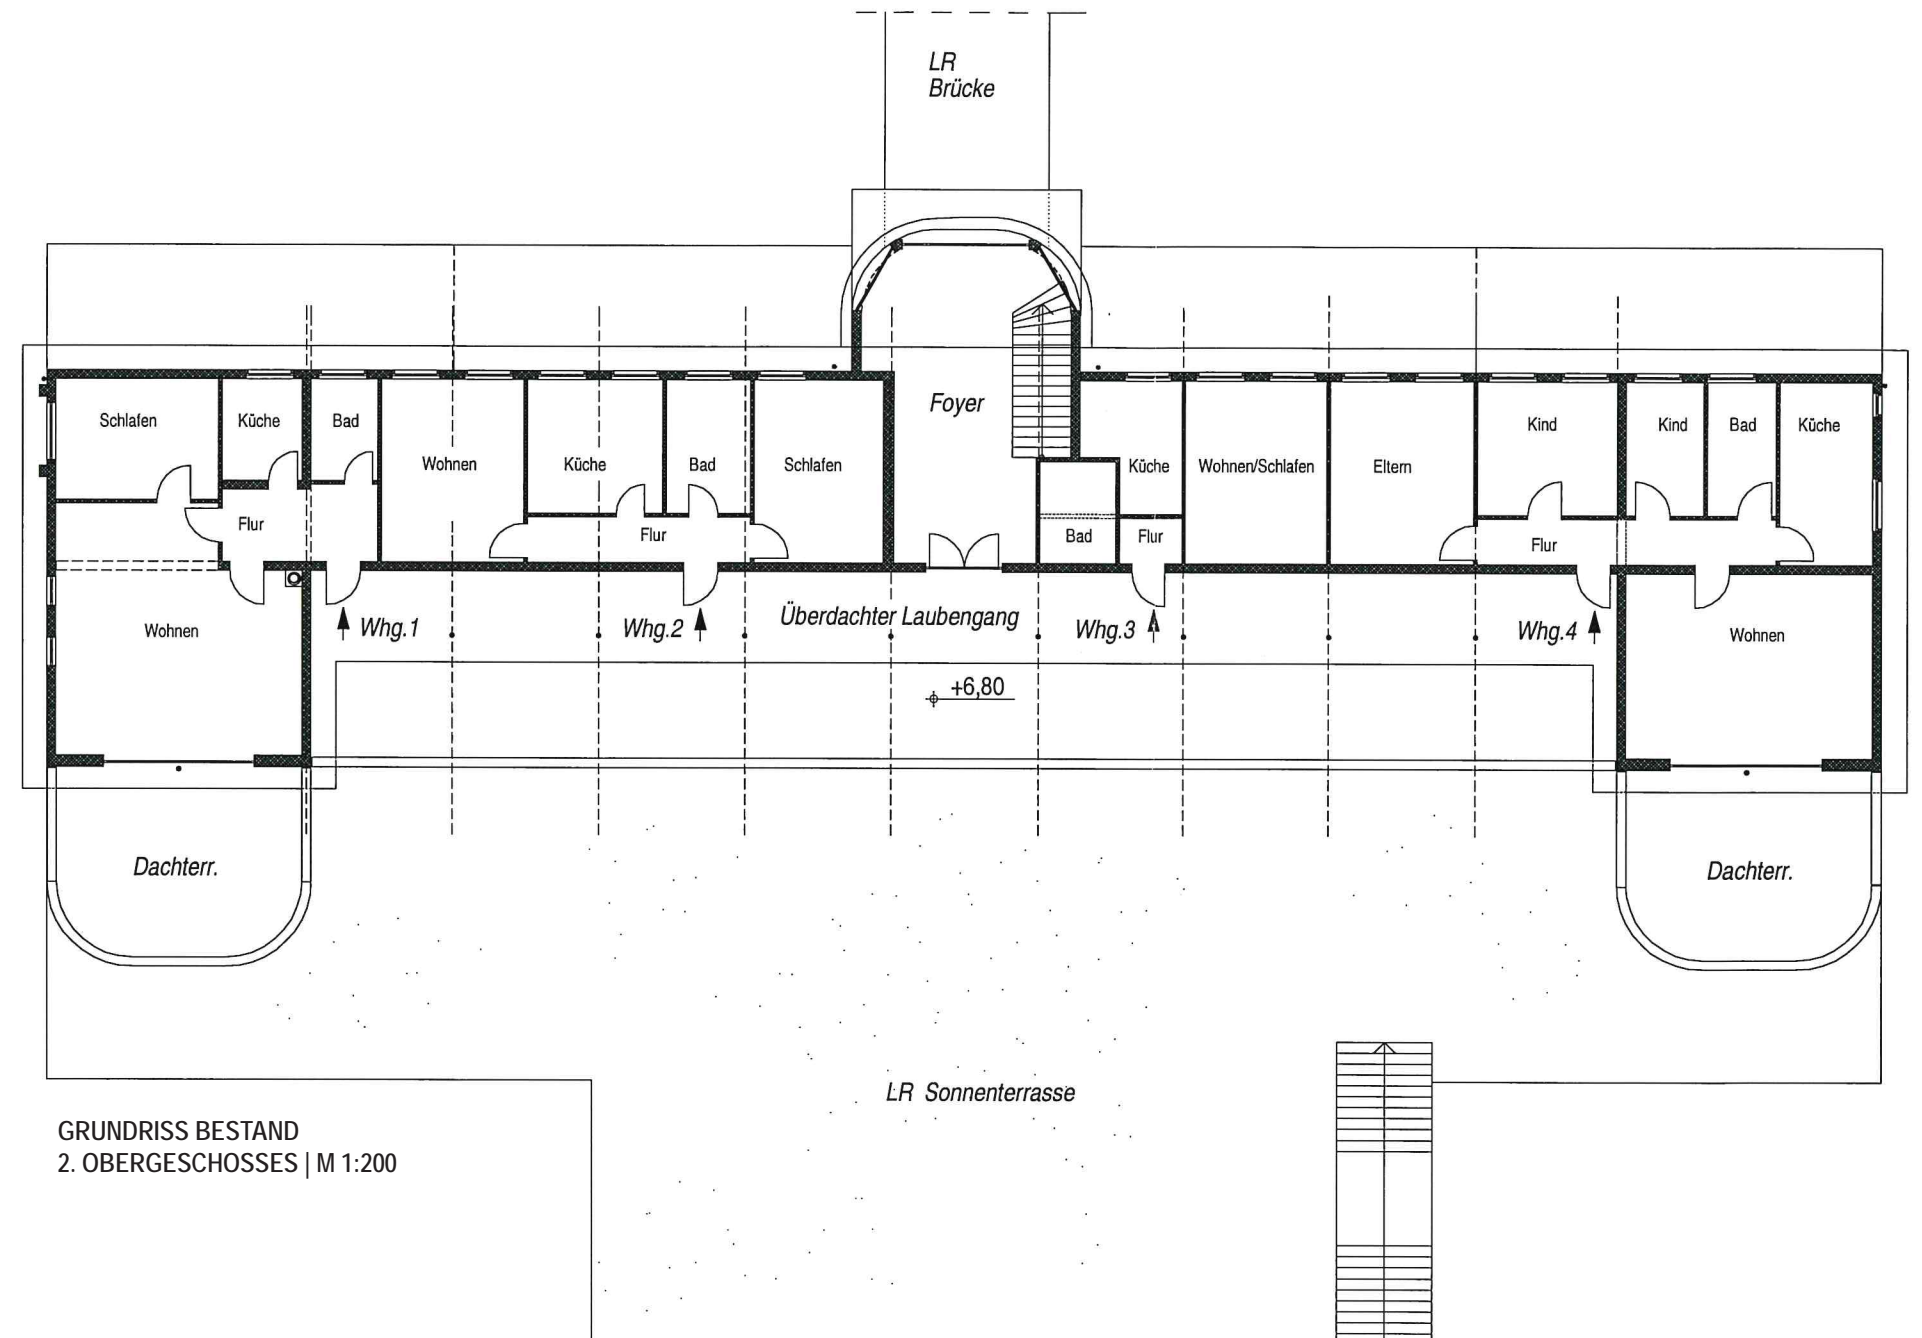 LR
Brücke
Schlafen
Küche
Bad
Wohnen
Küche
Bad
Schlafen
Foyer
Küche
Wohnen/Schlafen
Eltern
Kind
Kind
Bad
Küche
Flur
Flur
Bad
Flur
Flur
Wohnen
Whg.1
Whg.2
Überdachter Laubengang
Whg.3
Whg.4
Wohnen
+6,80
Dachterr.
Dachterr.
LR Sonnenterrasse
GRUNDRISS BESTAND
2. OBERGESCHOSSES | M 1:200